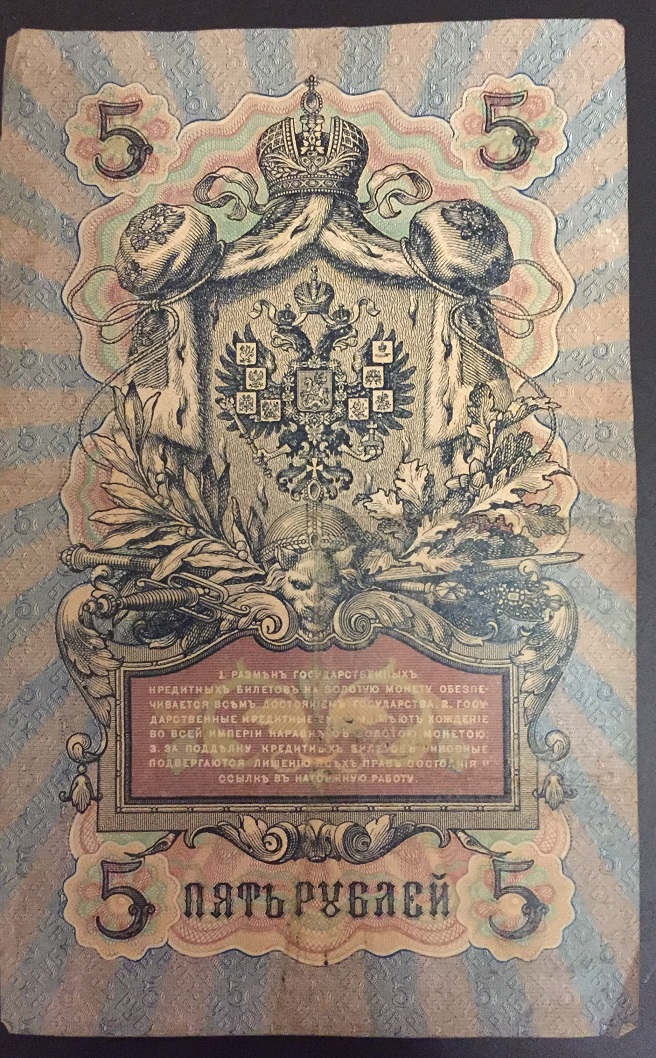 5 5
1. РАЗМѢНЪ ГОСУДАРСТВЕННЫХЪ
КРЕДИТНЫХЪ БИЛЕТОВЪ НА ЗОЛОТУЮ МОНЕТУ ОБЕЗПЕ-
ЧИВАЕТСЯ ВСѢМЪ ДОСТОЯНІЕМЪ ГОСУДАРСТВА. 2. ГОСУ-
ДАРСТВЕННЫЕ КРЕДИТНЫЕ ИМѢЮТЪ ХОЖДЕНІЕ
ВО ВСЕЙ ИМПЕРІИ НАРАВНѢ СЪ ЗОЛОТОЮ МОНЕТОЮ.
3. ЗА ПОДДѢЛКУ КРЕДИТНЫХЪ БИЛЕТОВЪ ВИНОВНЫЕ
ПОДВЕРГАЮТСЯ ЛИШЕНІЮ ВСѢХЪ ПРАВЪ СОСТОЯНІЯ И
ССЫЛКѢ ВЪ КАТОРЖНУЮ РАБОТУ.
5 ПЯТЬ РУБЛЕЙ 5